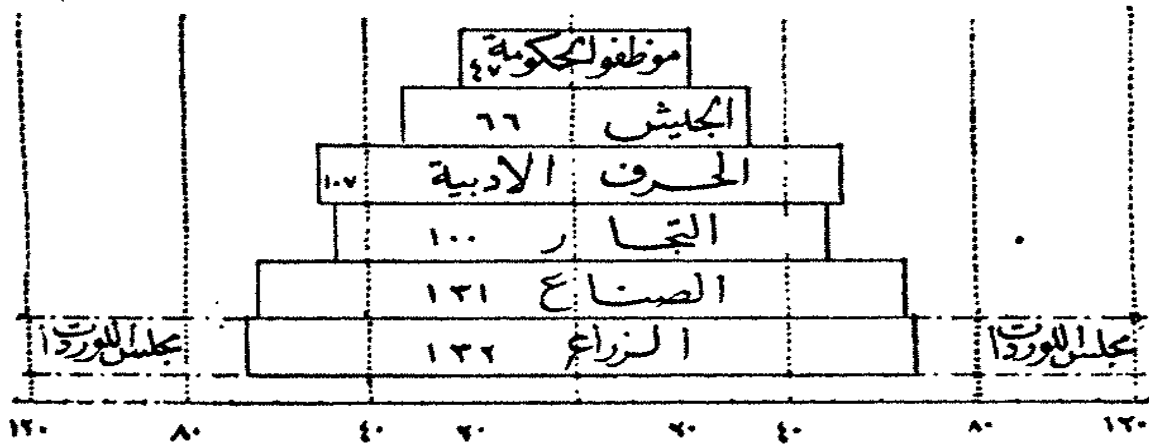 موظفو الحكومة ٤٧
الجيش ٦٦
الحرف الادبية ١٠٧
التجار ١٠٠
الصناع ١٣١
الزراع ١٣٢
مجلس اللوردات مجلس اللوردات
١٢٠ ٨٠ ٤٠ ٢٠ ٢٠ ٤٠ ٨٠ ١٢٠